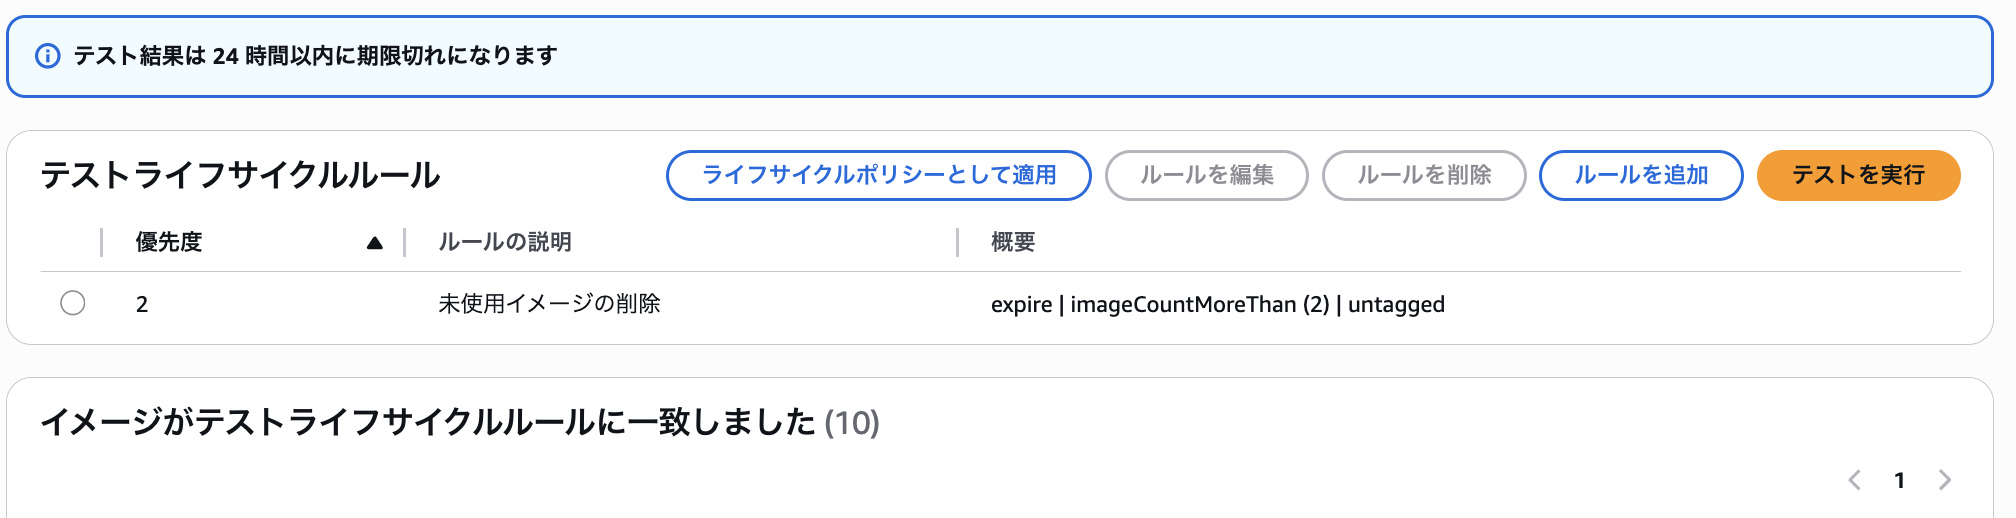 テスト結果は 24 時間以内に期限切れになります
テストライフサイクルルール
ライフサイクルポリシーとして適用
ルールを編集
ルールを削除
ルールを追加
テストを実行
優先度 ▲ ルールの説明 概要
2 未使用イメージの削除 expire | imageCountMoreThan (2) | untagged
イメージがテストライフサイクルルールに一致しました (10)
1